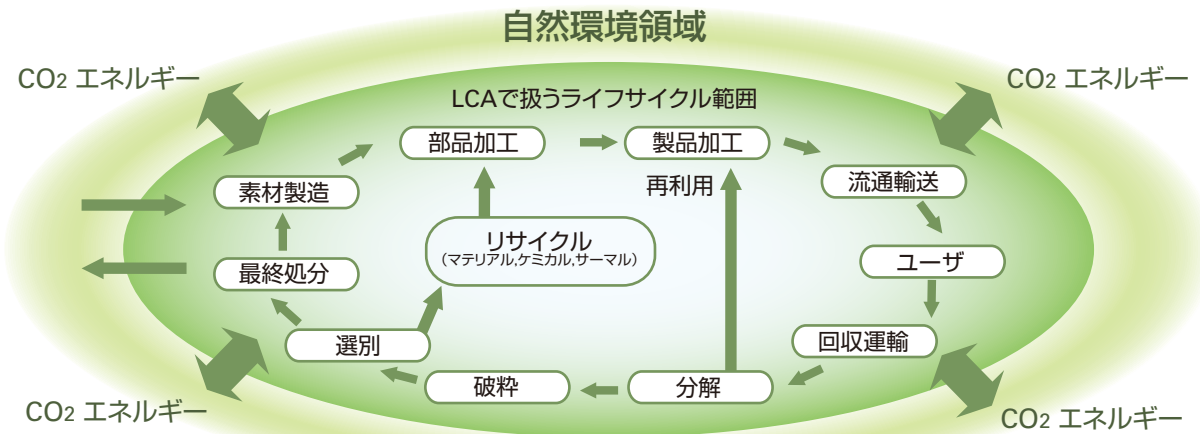 自然環境領域
CO2 エネルギー
CO2 エネルギー
LCAで扱うライフサイクル範囲
部品加工
製品加工
素材製造
再利用
流通輸送
リサイクル
(マテリアル,ケミカル,サーマル)
最終処分
ユーザ
選別
回収運輸
破粋
分解
CO2 エネルギー
CO2 エネルギー